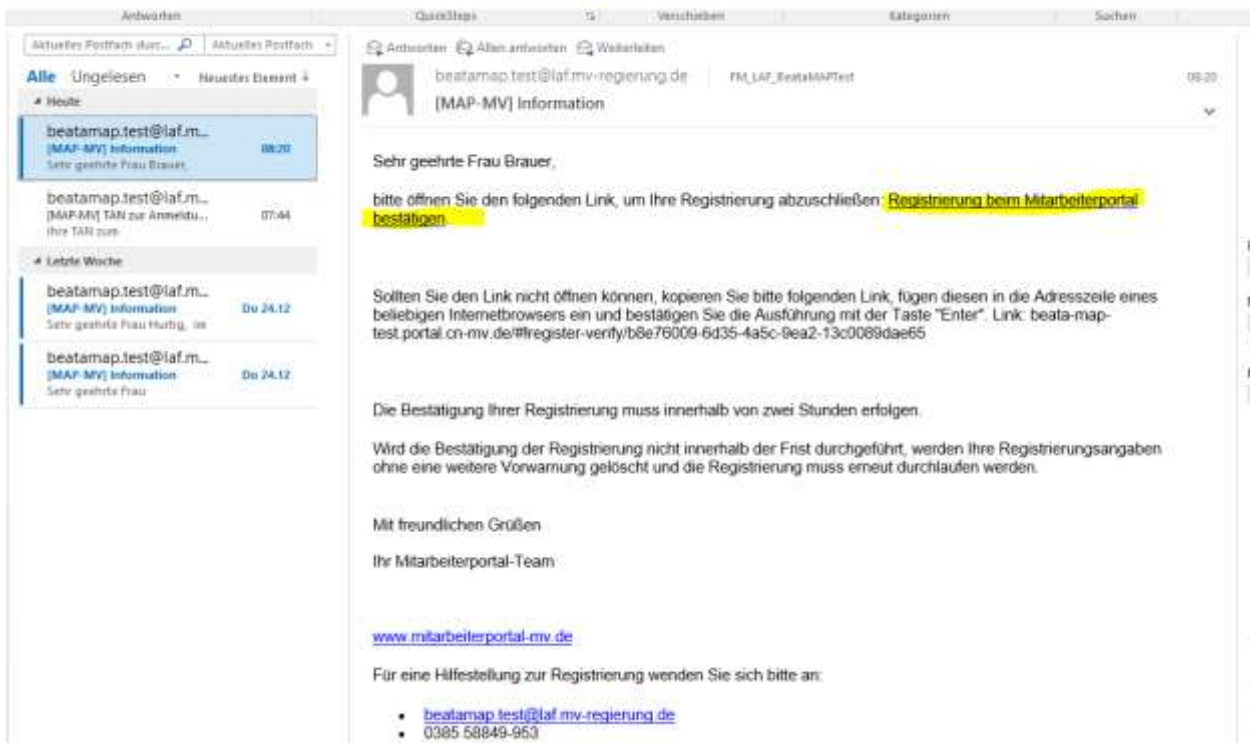 Antworten QuickSteps Verschieben Kategorien Suchen
Aktuelles Postfach durc... Aktuelles Postfach
Alle Ungelesen Neuestes Element ↓
Heute
beatamap.test@laf.m...
[MAP-MV] Information 08:20
Sehr geehrte Frau Brauer,
beatamap.test@laf.m...
[MAP-MV] TAN zur Anmeldu... 07:44
Ihre TAN zum
Letzte Woche
beatamap.test@laf.m...
[MAP-MV] Information Do 24.12
Sehr geehrte Frau Hurtig,
beatamap.test@laf.m...
[MAP-MV] Information Do 24.12
Sehr geehrte Frau
Antworten Allen antworten Weiterleiten
beatamap.test@laf.mv-regierung.de FM_LAF_BeataMAPTest 08:20
[MAP-MV] Information
Sehr geehrte Frau Brauer,
bitte öffnen Sie den folgenden Link, um Ihre Registrierung abzuschließen: Registrierung beim Mitarbeiterportal
bestätigen.
Sollten Sie den Link nicht öffnen können, kopieren Sie bitte folgenden Link, fügen diesen in die Adresszeile eines
beliebigen Internetbrowsers ein und bestätigen Sie die Ausführung mit der Taste "Enter". Link: beata-map-
test.portal.cn-mv.de/#!register-verify/b8e76009-6d35-4a5c-9ea2-13c0089dae65
Die Bestätigung Ihrer Registrierung muss innerhalb von zwei Stunden erfolgen.
Wird die Bestätigung der Registrierung nicht innerhalb der Frist durchgeführt, werden Ihre Registrierungsangaben
ohne eine weitere Vorwarnung gelöscht und die Registrierung muss erneut durchlaufen werden.
Mit freundlichen Grüßen
Ihr Mitarbeiterportal-Team
www.mitarbeiterportal-mv.de
Für eine Hilfestellung zur Registrierung wenden Sie sich bitte an:
• beatamap.test@laf.mv-regierung.de
• 0385 58849-953